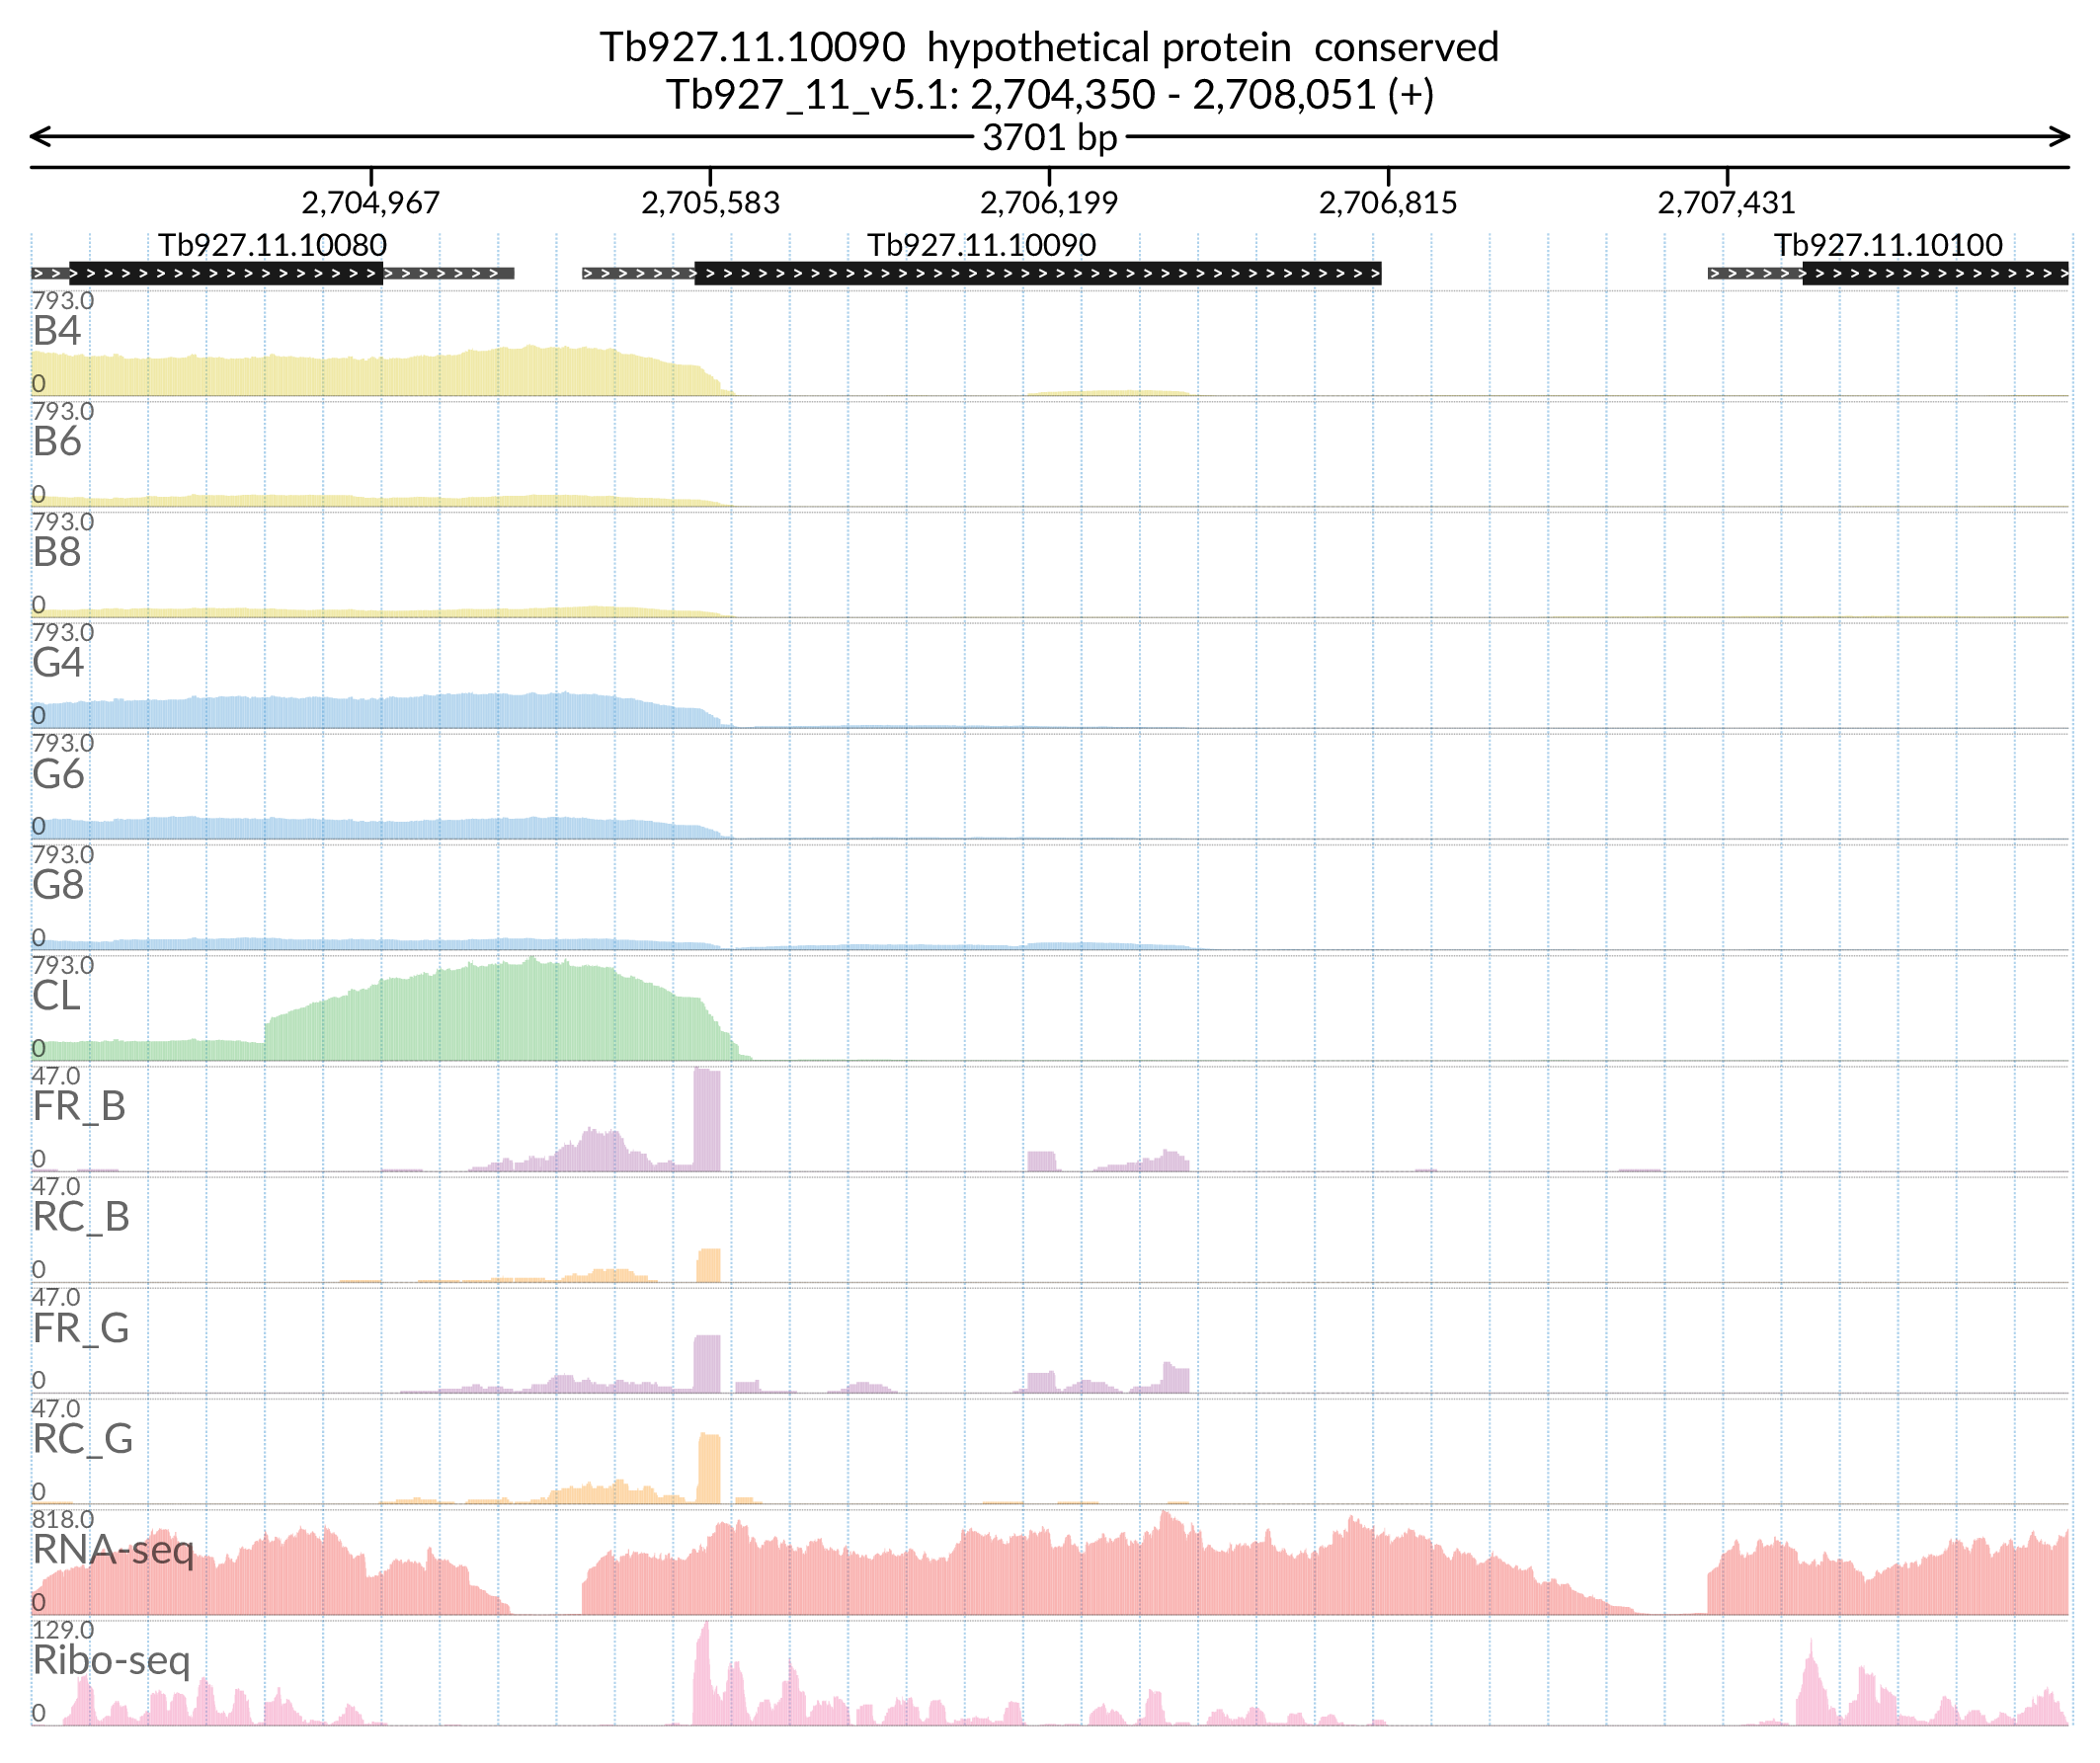 Tb927.11.10090 hypothetical protein conserved
Tb927_11_v5.1: 2,704,350 - 2,708,051 (+)
3701 bp
2,704,967 2,705,583 2,706,199 2,706,815 2,707,431
Tb927.11.10080 Tb927.11.10090 Tb927.11.10100
793.0
B4
0
793.0
B6
0
793.0
B8
0
793.0
G4
0
793.0
G6
0
793.0
G8
0
793.0
CL
0
47.0
FR_B
0
47.0
RC_B
0
47.0
FR_G
0
47.0
RC_G
0
818.0
RNA-seq
0
129.0
Ribo-seq
0